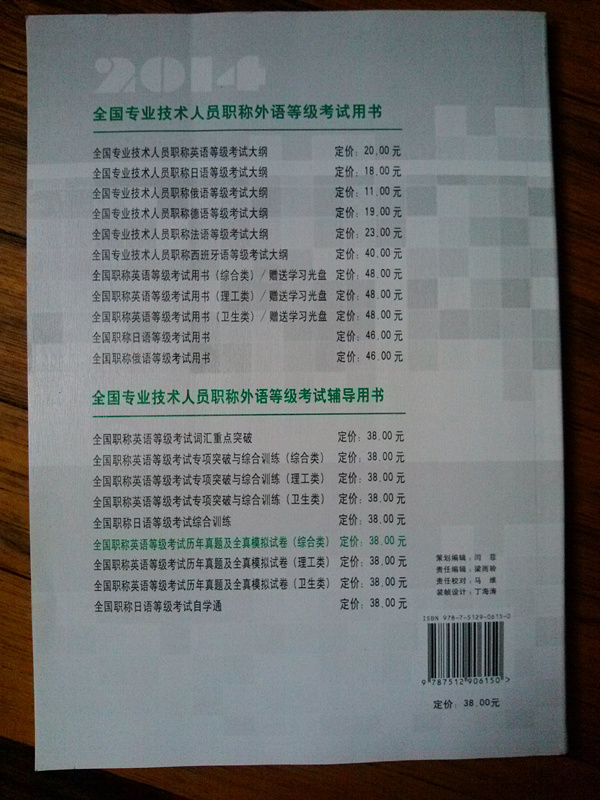 2014
全国专业技术人员职称外语等级考试用书
全国专业技术人员职称英语等级考试大纲 定价：20.00元
全国专业技术人员职称日语等级考试大纲 定价：18.00元
全国专业技术人员职称俄语等级考试大纲 定价：11.00元
全国专业技术人员职称德语等级考试大纲 定价：19.00元
全国专业技术人员职称法语等级考试大纲 定价：23.00元
全国专业技术人员职称西班牙语等级考试大纲 定价：40.00元
全国职称英语等级考试用书（综合类）/赠送学习光盘 定价：48.00元
全国职称英语等级考试用书（理工类）/赠送学习光盘 定价：48.00元
全国职称英语等级考试用书（卫生类）/赠送学习光盘 定价：48.00元
全国职称日语等级考试用书 定价：46.00元
全国职称俄语等级考试用书 定价：46.00元
全国专业技术人员职称外语等级考试辅导用书
全国职称英语等级考试词汇重点突破 定价：38.00元
全国职称英语等级考试专项突破与综合训练（综合类） 定价：38.00元
全国职称英语等级考试专项突破与综合训练（理工类） 定价：38.00元
全国职称英语等级考试专项突破与综合训练（卫生类） 定价：38.00元
全国职称日语等级考试综合训练 定价：38.00元
全国职称英语等级考试历年真题及全真模拟试卷（综合类） 定价：38.00元
全国职称英语等级考试历年真题及全真模拟试卷（理工类） 定价：38.00元
全国职称英语等级考试历年真题及全真模拟试卷（卫生类） 定价：38.00元
全国职称日语等级考试自学通 定价：38.00元
策划编辑：闫
责任编辑：梁雨
责任校对：马 维
装帧设计：丁海涛
ISBN 978-7-5129-0615-0
9 787512 906150 >
定价：38.00元